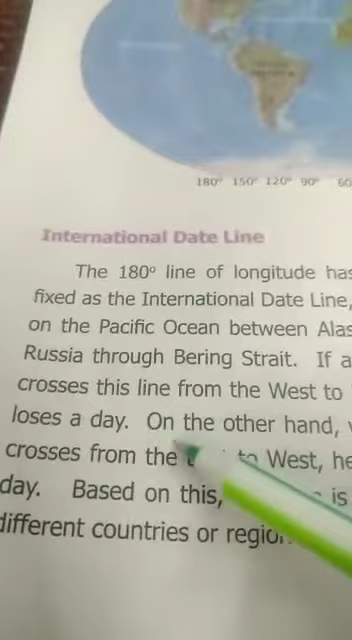 180° 150° 120° 90° 60
International Date Line
The 180° line of longitude has
fixed as the International Date Line,
on the Pacific Ocean between Alas
Russia through Bering Strait. If a
crosses this line from the West to
loses a day. On the other hand,
crosses from the to West, he
day. Based on this, is
different countries or region